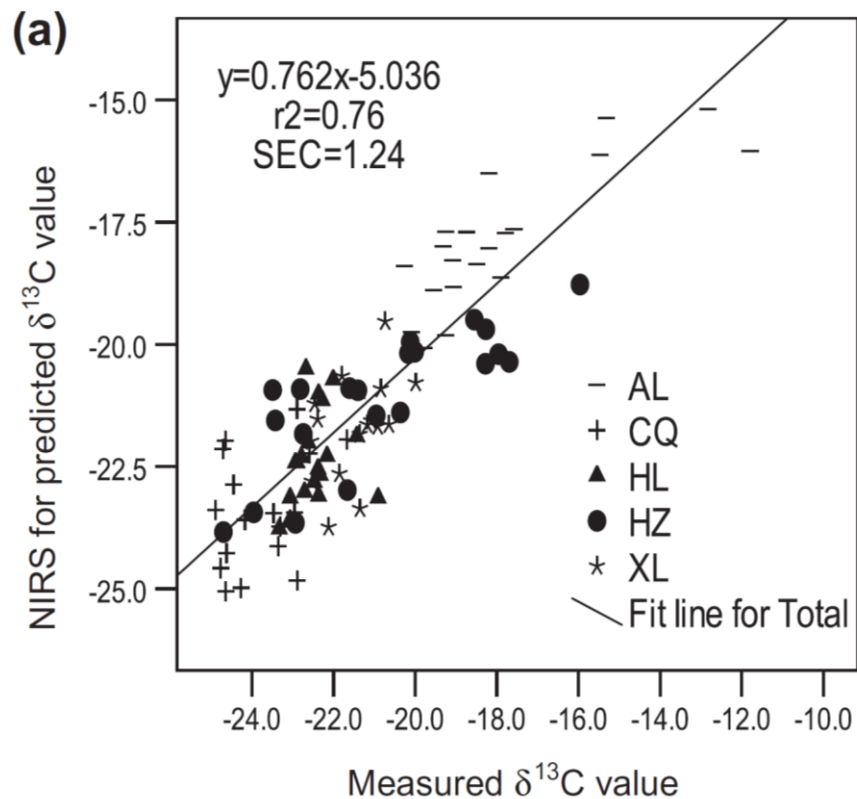 (a)
y=0.762x-5.036
r2=0.76
SEC=1.24
NIRS for predicted δ¹³C value
-15.0
-17.5
-20.0
-22.5
-25.0
AL
CQ
HL
HZ
XL
Fit line for Total
-24.0 -22.0 -20.0 -18.0 -16.0 -14.0 -12.0 -10.0
Measured δ¹³C value